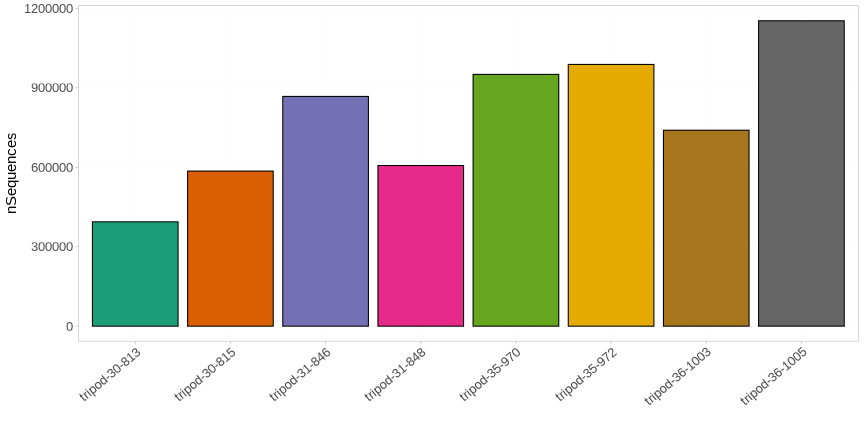 1200000
900000
600000
300000
0
nSequences
tripod-30-813
tripod-30-815
tripod-31-846
tripod-31-848
tripod-35-970
tripod-35-972
tripod-36-1003
tripod-36-1005